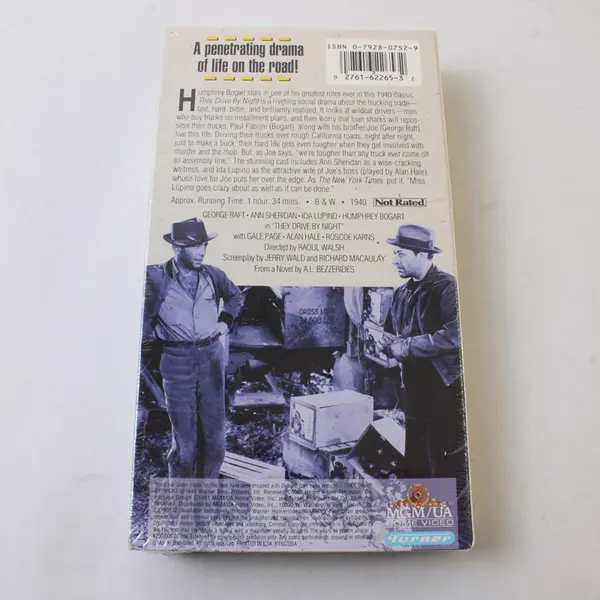 A penetrating drama
of life on the road!
ISBN 0-7928-0752-9
0 27616-2265-3 2
Humphrey Bogart stars in one of his greatest roles ever in this 1940 classic.
They Drive By Night is a riveting social drama about the trucking trade—
fast, hard, bitter, and brilliantly realized. It looks at wildcat drivers—men
who buy trucks on installment plans, and then worry that loan sharks will repos-
sess their trucks. Paul Fabrini (Bogart), along with his brother Joe (George Raft),
live this life. Driving their trucks over rough California roads, night after night,
just to make a buck, their hard life gets even tougher when they get involved with
murder and the mob. But, as Joe says, "we're tougher than any truck ever come off
an assembly line." The stunning cast includes Ann Sheridan as a wise-cracking
waitress, and Ida Lupino as the attractive wife of Joe's boss (played by Alan Hale),
whose love for Joe puts her over the edge. As The New York Times put it, "Miss
Lupino goes crazy about as well as it can be done."
Approx. Running Time: 1 hour, 34 mins. • B & W • 1940 Not Rated
GEORGE RAFT • ANN SHERIDAN • IDA LUPINO • HUMPHREY BOGART
in "THEY DRIVE BY NIGHT"
with GALE PAGE • ALAN HALE • ROSCOE KARNS
Directed by RAOUL WALSH
Screenplay by JERRY WALD and RICHARD MACAULAY
From a Novel by A.I. BEZZERIDES
GROSS
MGM/UA
HOME VIDEO
Turner
PRINTED IN U.S.A.